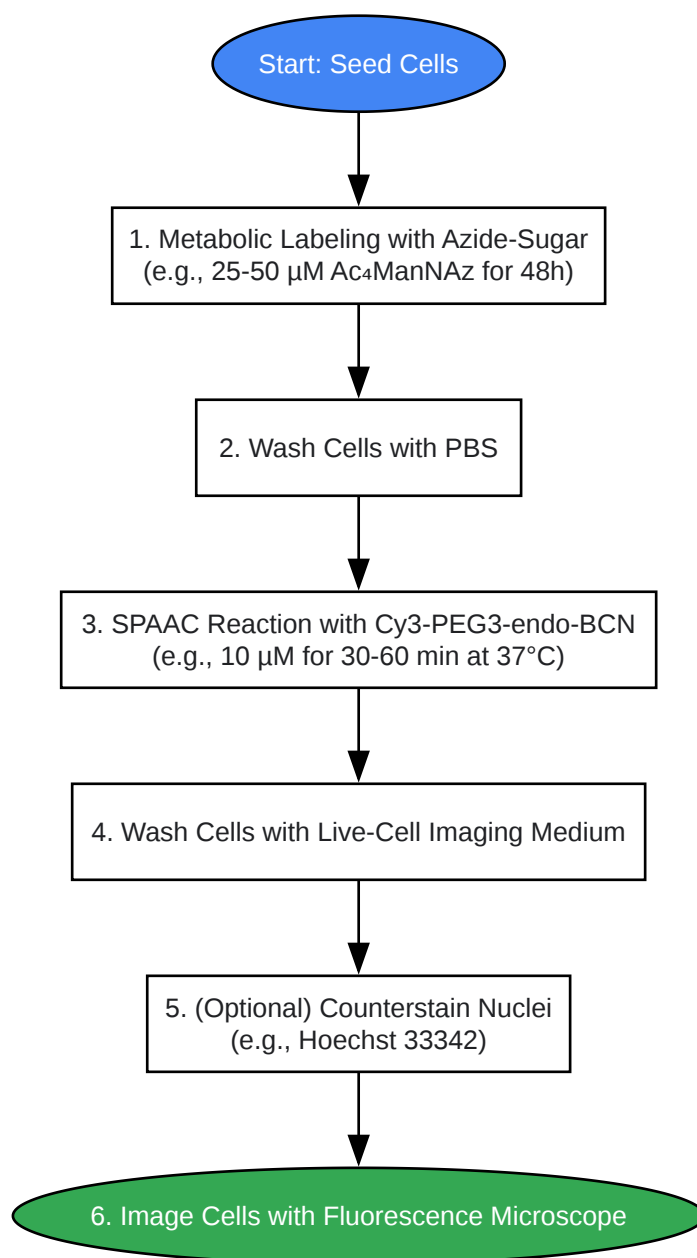 Start: Seed Cells
1. Metabolic Labeling with Azide-Sugar
(e.g., 25-50 µM Ac₄ManNAz for 48h)
2. Wash Cells with PBS
3. SPAAC Reaction with Cy3-PEG3-endo-BCN
(e.g., 10 µM for 30-60 min at 37°C)
4. Wash Cells with Live-Cell Imaging Medium
5. (Optional) Counterstain Nuclei
(e.g., Hoechst 33342)
6. Image Cells with Fluorescence Microscope